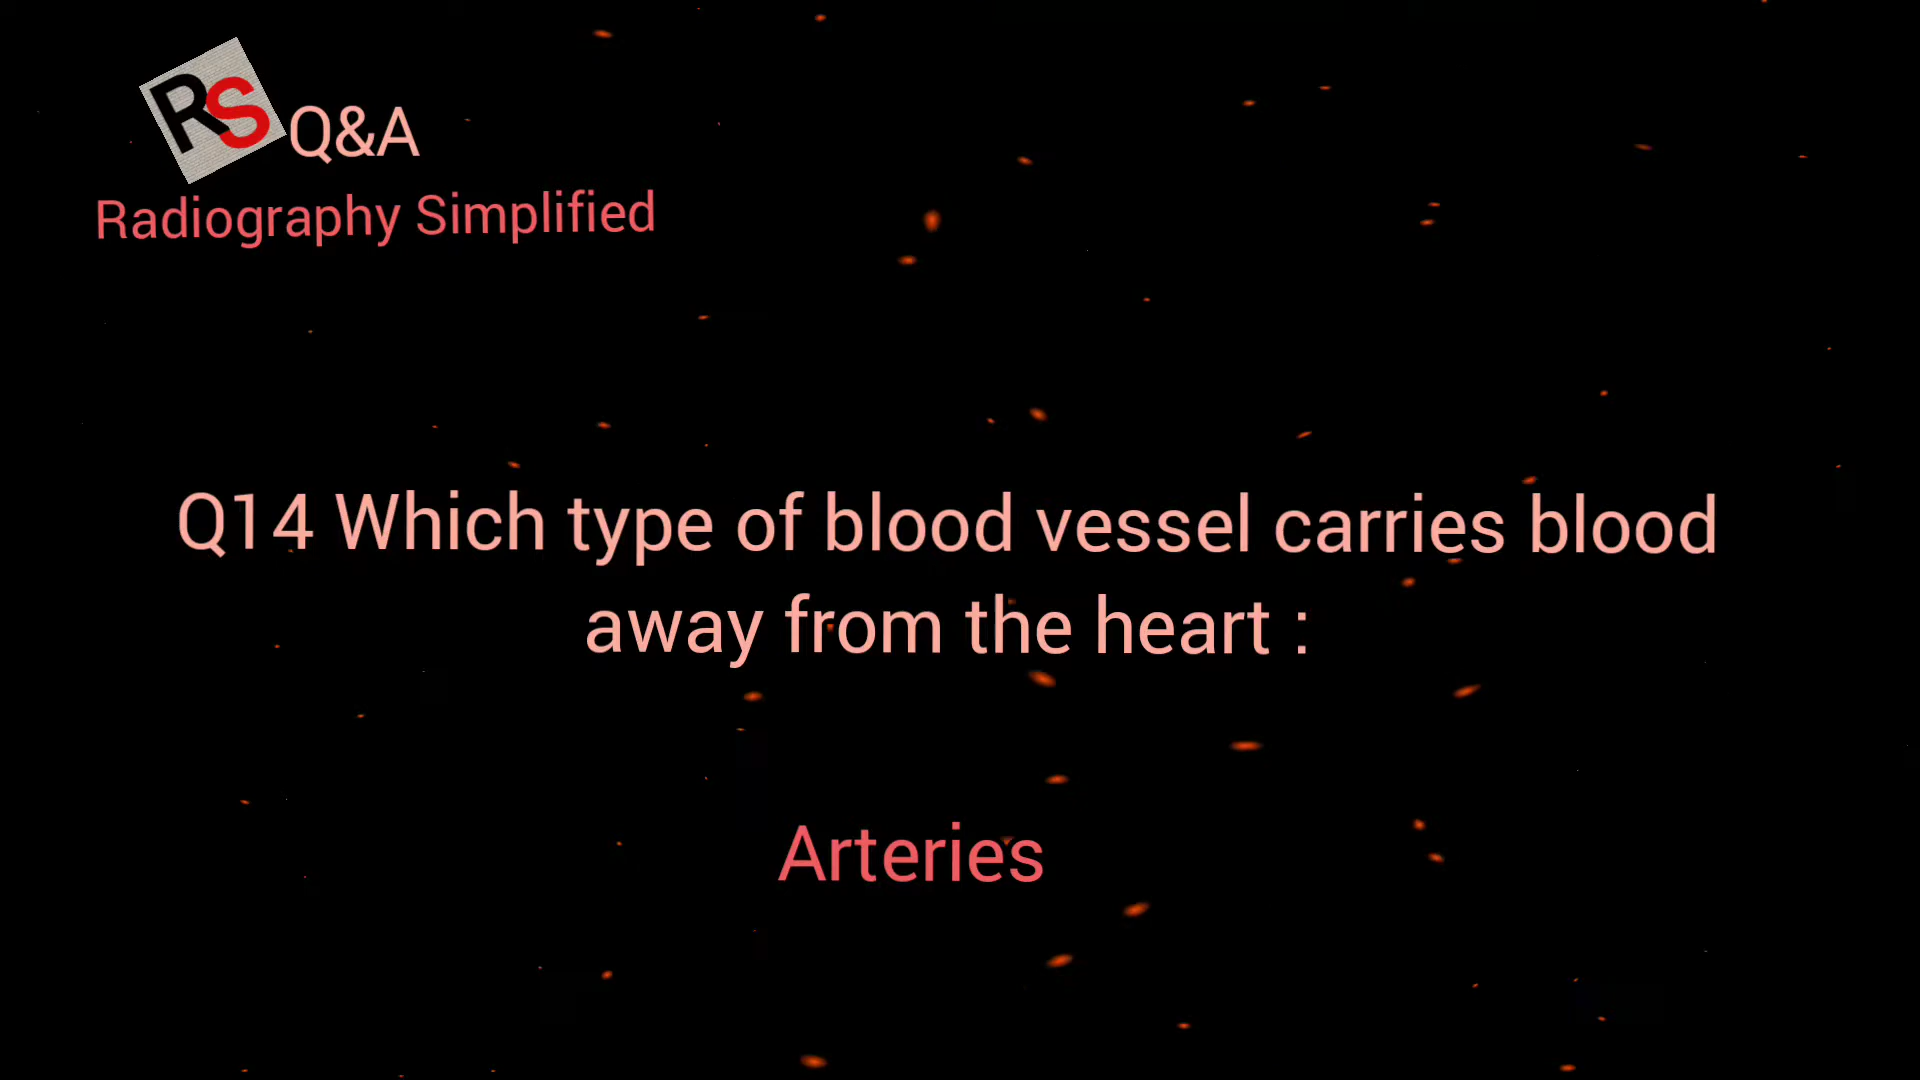 RS Q&A
Radiography Simplified
Q14 Which type of blood vessel carries blood
away from the heart :
Arteries